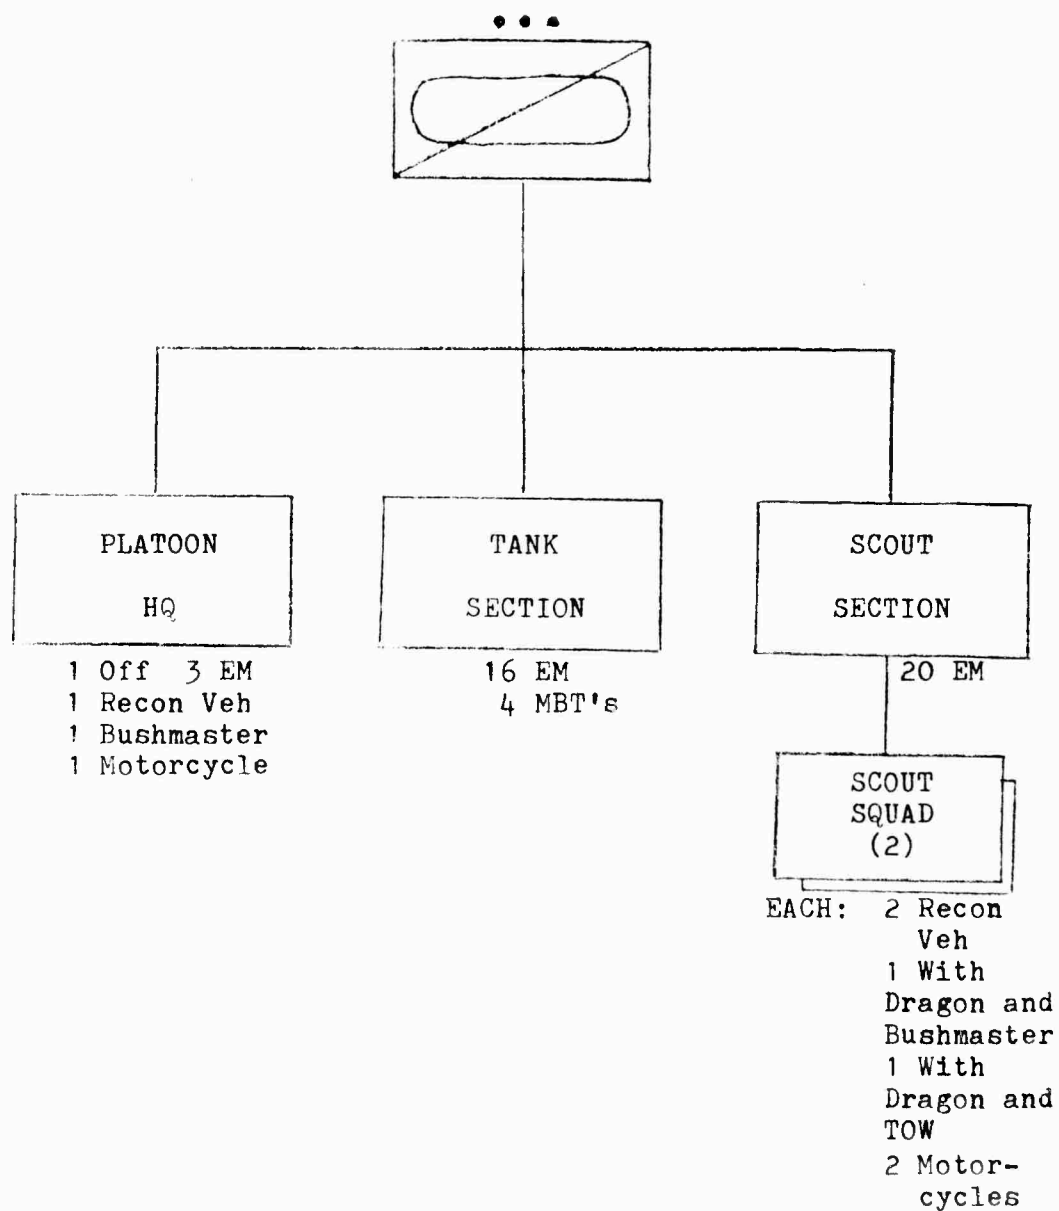 PLATOON
HQ
1 Off 3 EM
1 Recon Veh
1 Bushmaster
1 Motorcycle
TANK
SECTION
16 EM
4 MBT's
SCOUT
SECTION
20 EM
SCOUT
SQUAD
(2)
EACH: 2 Recon
Veh
1 With
Dragon and
Bushmaster
1 With
Dragon and
TOW
2 Motor-
cycles